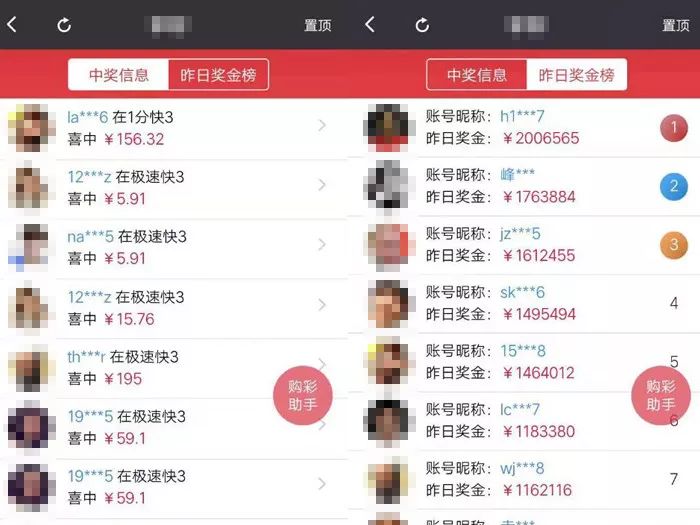 置顶
中奖信息 昨日奖金榜
la***6 在1分快3
喜中 ￥156.32
12***z 在极速快3
喜中 ￥5.91
na***5 在极速快3
喜中 ￥5.91
12***z 在极速快3
喜中 ￥15.76
th***r 在极速快3
喜中 ￥195
19***5 在极速快3
喜中 ￥59.1
19***5 在极速快3
喜中 ￥59.1
购彩
助手
置顶
中奖信息 昨日奖金榜
账号昵称： h1***7
昨日奖金： ￥2006565
1
账号昵称： 峰***
昨日奖金： ￥1763884
2
账号昵称： jz***5
昨日奖金： ￥1612455
3
账号昵称： sk***6
昨日奖金： ￥1495494
4
账号昵称： 15***8
昨日奖金： ￥1464012
5
账号昵称： lc***7
昨日奖金： ￥1183380
6
账号昵称： wj***8
昨日奖金： ￥1162116
7
购彩
助手